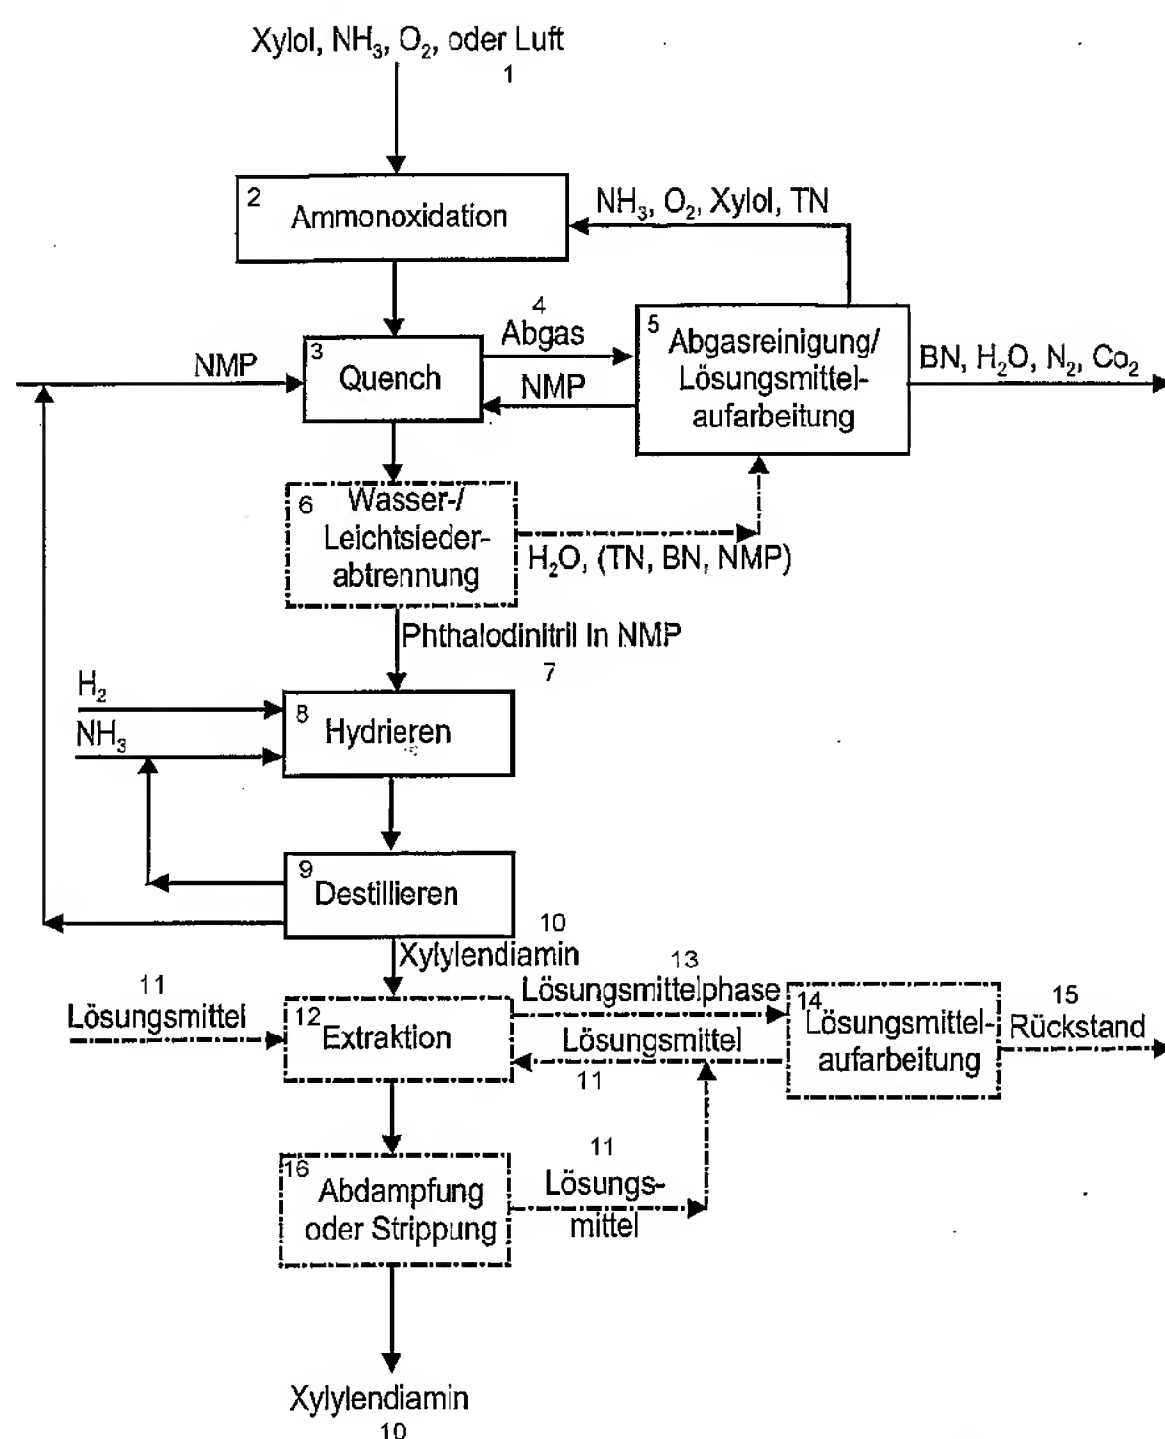 Xylol, NH₃, O₂, oder Luft
1
2
Ammonoxidation
NH₃, O₂, Xylol, TN
4
Abgas
NMP
3
Quench
NMP
5
Abgasreinigung/
Lösungsmittel-
aufarbeitung
BN, H₂O, N₂, Co₂
6
Wasser-/
Leichtsieder-
abtrennung
H₂O, (TN, BN, NMP)
Phthalodinitril In NMP
7
H₂
NH₃
8
Hydrieren
9
Destillieren
10
Xylylendiamin
11
Lösungsmittel
12
Extraktion
13
Lösungsmittelphase
Lösungsmittel
11
14
Lösungsmittel-
aufarbeitung
15
Rückstand
16
Abdampfung
oder Strippung
11
Lösungs-
mittel
Xylylendiamin
10